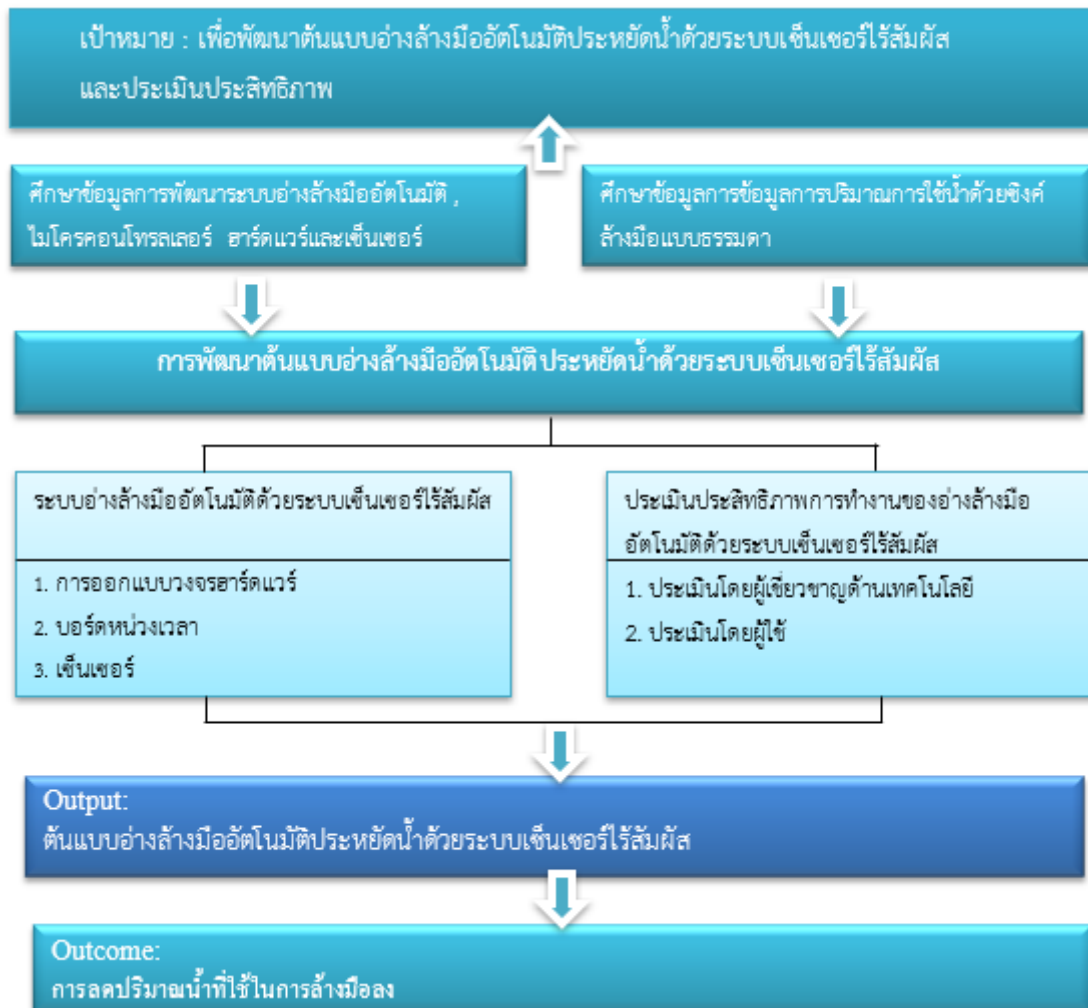 เป้าหมาย : เพื่อพัฒนาต้นแบบอ่างล้างมืออัตโนมัติประหยัดน้ำด้วยระบบเซ็นเซอร์ไร้สัมผัส
และประเมินประสิทธิภาพ
ศึกษาข้อมูลการพัฒนาระบบอ่างล้างมืออัตโนมัติ ,
ไมโครคอนโทรลเลอร์ ฮาร์ดแวร์และเซ็นเซอร์
ศึกษาข้อมูลการข้อมูลการปริมาณการใช้น้ำด้วยซิงค์
ล้างมือแบบธรรมดา
การพัฒนาต้นแบบอ่างล้างมืออัตโนมัติประหยัดน้ำด้วยระบบเซ็นเซอร์ไร้สัมผัส
ระบบอ่างล้างมืออัตโนมัติด้วยระบบเซ็นเซอร์ไร้สัมผัส
1. การออกแบบวงจรฮาร์ดแวร์
2. บอร์ดหน่วงเวลา
3. เซ็นเซอร์
ประเมินประสิทธิภาพการทำงานของอ่างล้างมือ
อัตโนมัติด้วยระบบเซ็นเซอร์ไร้สัมผัส
1. ประเมินโดยผู้เชี่ยวชาญด้านเทคโนโลยี
2. ประเมินโดยผู้ใช้
Output:
ต้นแบบอ่างล้างมืออัตโนมัติประหยัดน้ำด้วยระบบเซ็นเซอร์ไร้สัมผัส
Outcome:
การลดปริมาณน้ำที่ใช้ในการล้างมือลง